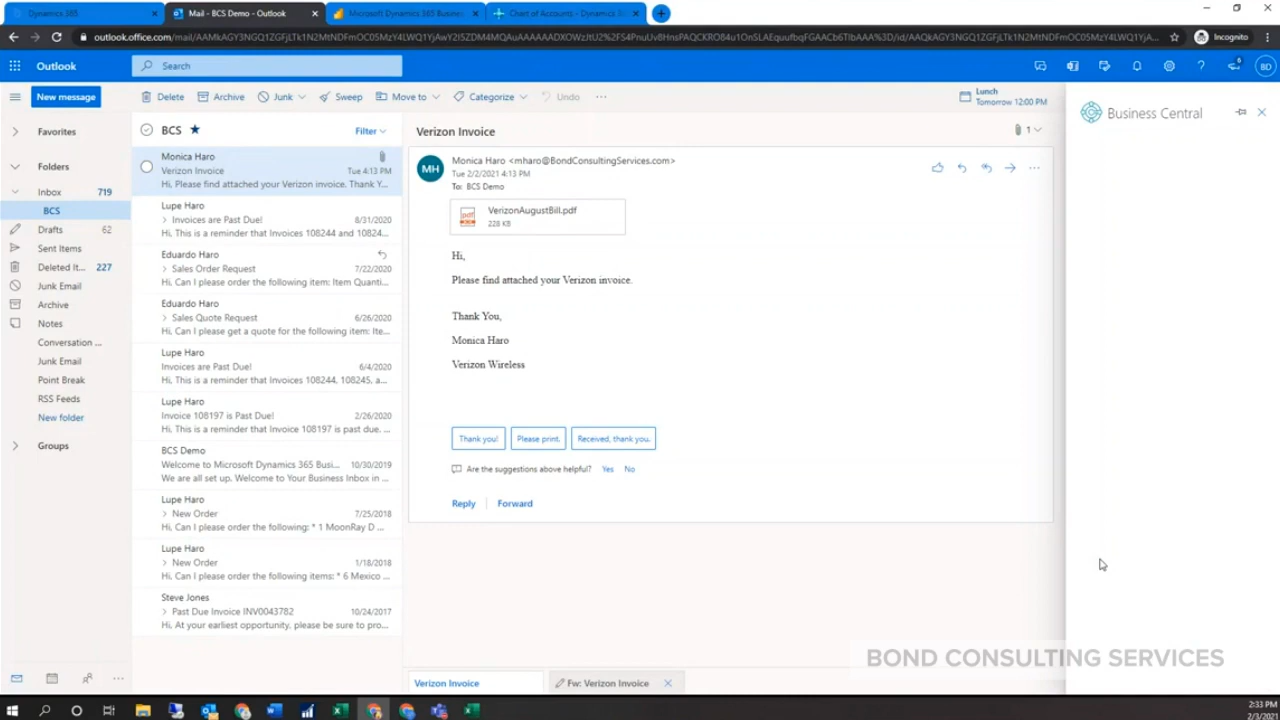 Dynamics 365
Mail - BCS Demo - Outlook
Microsoft Dynamics 365 Busines
Chart of Accounts - Dynamics 3
Incognito
Outlook
Search
BD
New message
Delete
Archive
Junk
Sweep
Move to
Categorize
Undo
Lunch
Tomorrow 12:00 PM
Business Central
Favorites
Folders
Inbox 719
BCS
Drafts 62
Sent Items
Deleted It... 227
Junk Email
Archive
Notes
Conversation ...
Junk Email
Point Break
RSS Feeds
New folder
Groups
BCS
Filter
Monica Haro
Verizon Invoice Tue 4:13 PM
Hi, Please find attached your Verizon invoice. Thank Y...
Lupe Haro
Invoices are Past Due! 8/31/2020
Hi, This is a reminder that Invoices 108244 and 10824...
Eduardo Haro
Sales Order Request 7/22/2020
Hi, Can I please order the following item: Item Quanti...
Eduardo Haro
Sales Quote Request 6/26/2020
Hi, Can I please get a quote for the following item: Ite...
Lupe Haro
Invoices are Past Due! 6/4/2020
Hi, This is a reminder that Invoices 108244, 108245, a...
Lupe Haro
Invoice 108197 is Past Due! 2/26/2020
Hi, This is a reminder that Invoice 108197 is past due. ...
BCS Demo
Welcome to Microsoft Dynamics 365 Busi... 10/30/2019
We are all set up. Welcome to Your Business Inbox in ...
Lupe Haro
New Order 7/25/2018
Hi, Can I please order the following: * 1 MoonRay D ...
Lupe Haro
New Order 1/18/2018
Hi, Can I please order the following items: * 6 Mexico ...
Steve Jones
Past Due Invoice INV0043782 10/24/2017
Hi, At your earliest opportunity, please be sure to pro...
Verizon Invoice
1
MH
Monica Haro <mharo@BondConsultingServices.com>
Tue 2/2/2021 4:13 PM
To: BCS Demo
pdf
VerizonAugustBill.pdf
228 KB
Hi,
Please find attached your Verizon invoice.
Thank You,
Monica Haro
Verizon Wireless
Thank you!
Please print.
Received, thank you.
Are the suggestions above helpful? Yes No
Reply
Forward
BOND CONSULTING SERVICES
Verizon Invoice
Fw: Verizon Invoice
2:33 PM
2/3/2021